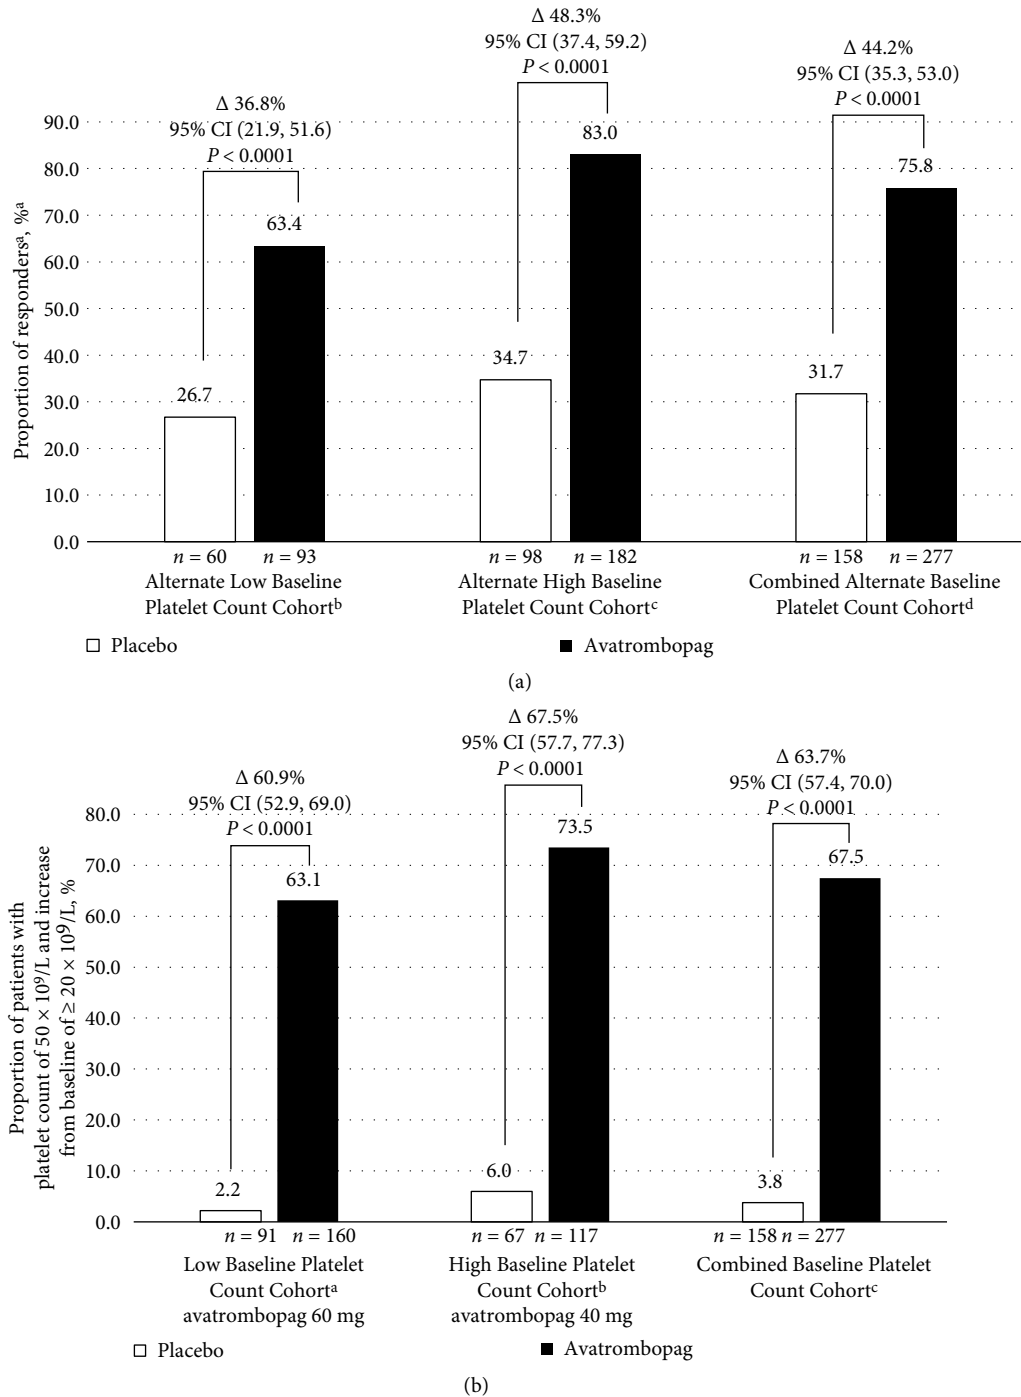 Δ 48.3%
95% CI (37.4, 59.2)
P < 0.0001
Δ 44.2%
95% CI (35.3, 53.0)
P < 0.0001
Δ 36.8%
95% CI (21.9, 51.6)
P < 0.0001
Proportion of respondersᵃ, %ᵃ
90.0
80.0
70.0
60.0
50.0
40.0
30.0
20.0
10.0
0.0
26.7
63.4
34.7
83.0
31.7
75.8
n = 60 n = 93
n = 98 n = 182
n = 158 n = 277
Alternate Low Baseline
Platelet Count Cohortᵇ
Alternate High Baseline
Platelet Count Cohortᶜ
Combined Alternate Baseline
Platelet Count Cohortᵈ
Placebo
Avatrombopag
(a)
Δ 67.5%
95% CI (57.7, 77.3)
P < 0.0001
Δ 63.7%
95% CI (57.4, 70.0)
P < 0.0001
Δ 60.9%
95% CI (52.9, 69.0)
P < 0.0001
Proportion of patients with
platelet count of 50 × 10⁹/L and increase
from baseline of ≥ 20 × 10⁹/L, %
80.0
70.0
60.0
50.0
40.0
30.0
20.0
10.0
0.0
2.2
63.1
6.0
73.5
3.8
67.5
n = 91 n = 160
n = 67 n = 117
n = 158 n = 277
Low Baseline Platelet
Count Cohortᵃ
avatrombopag 60 mg
High Baseline Platelet
Count Cohortᵇ
avatrombopag 40 mg
Combined Baseline Platelet
Count Cohortᶜ
Placebo
Avatrombopag
(b)